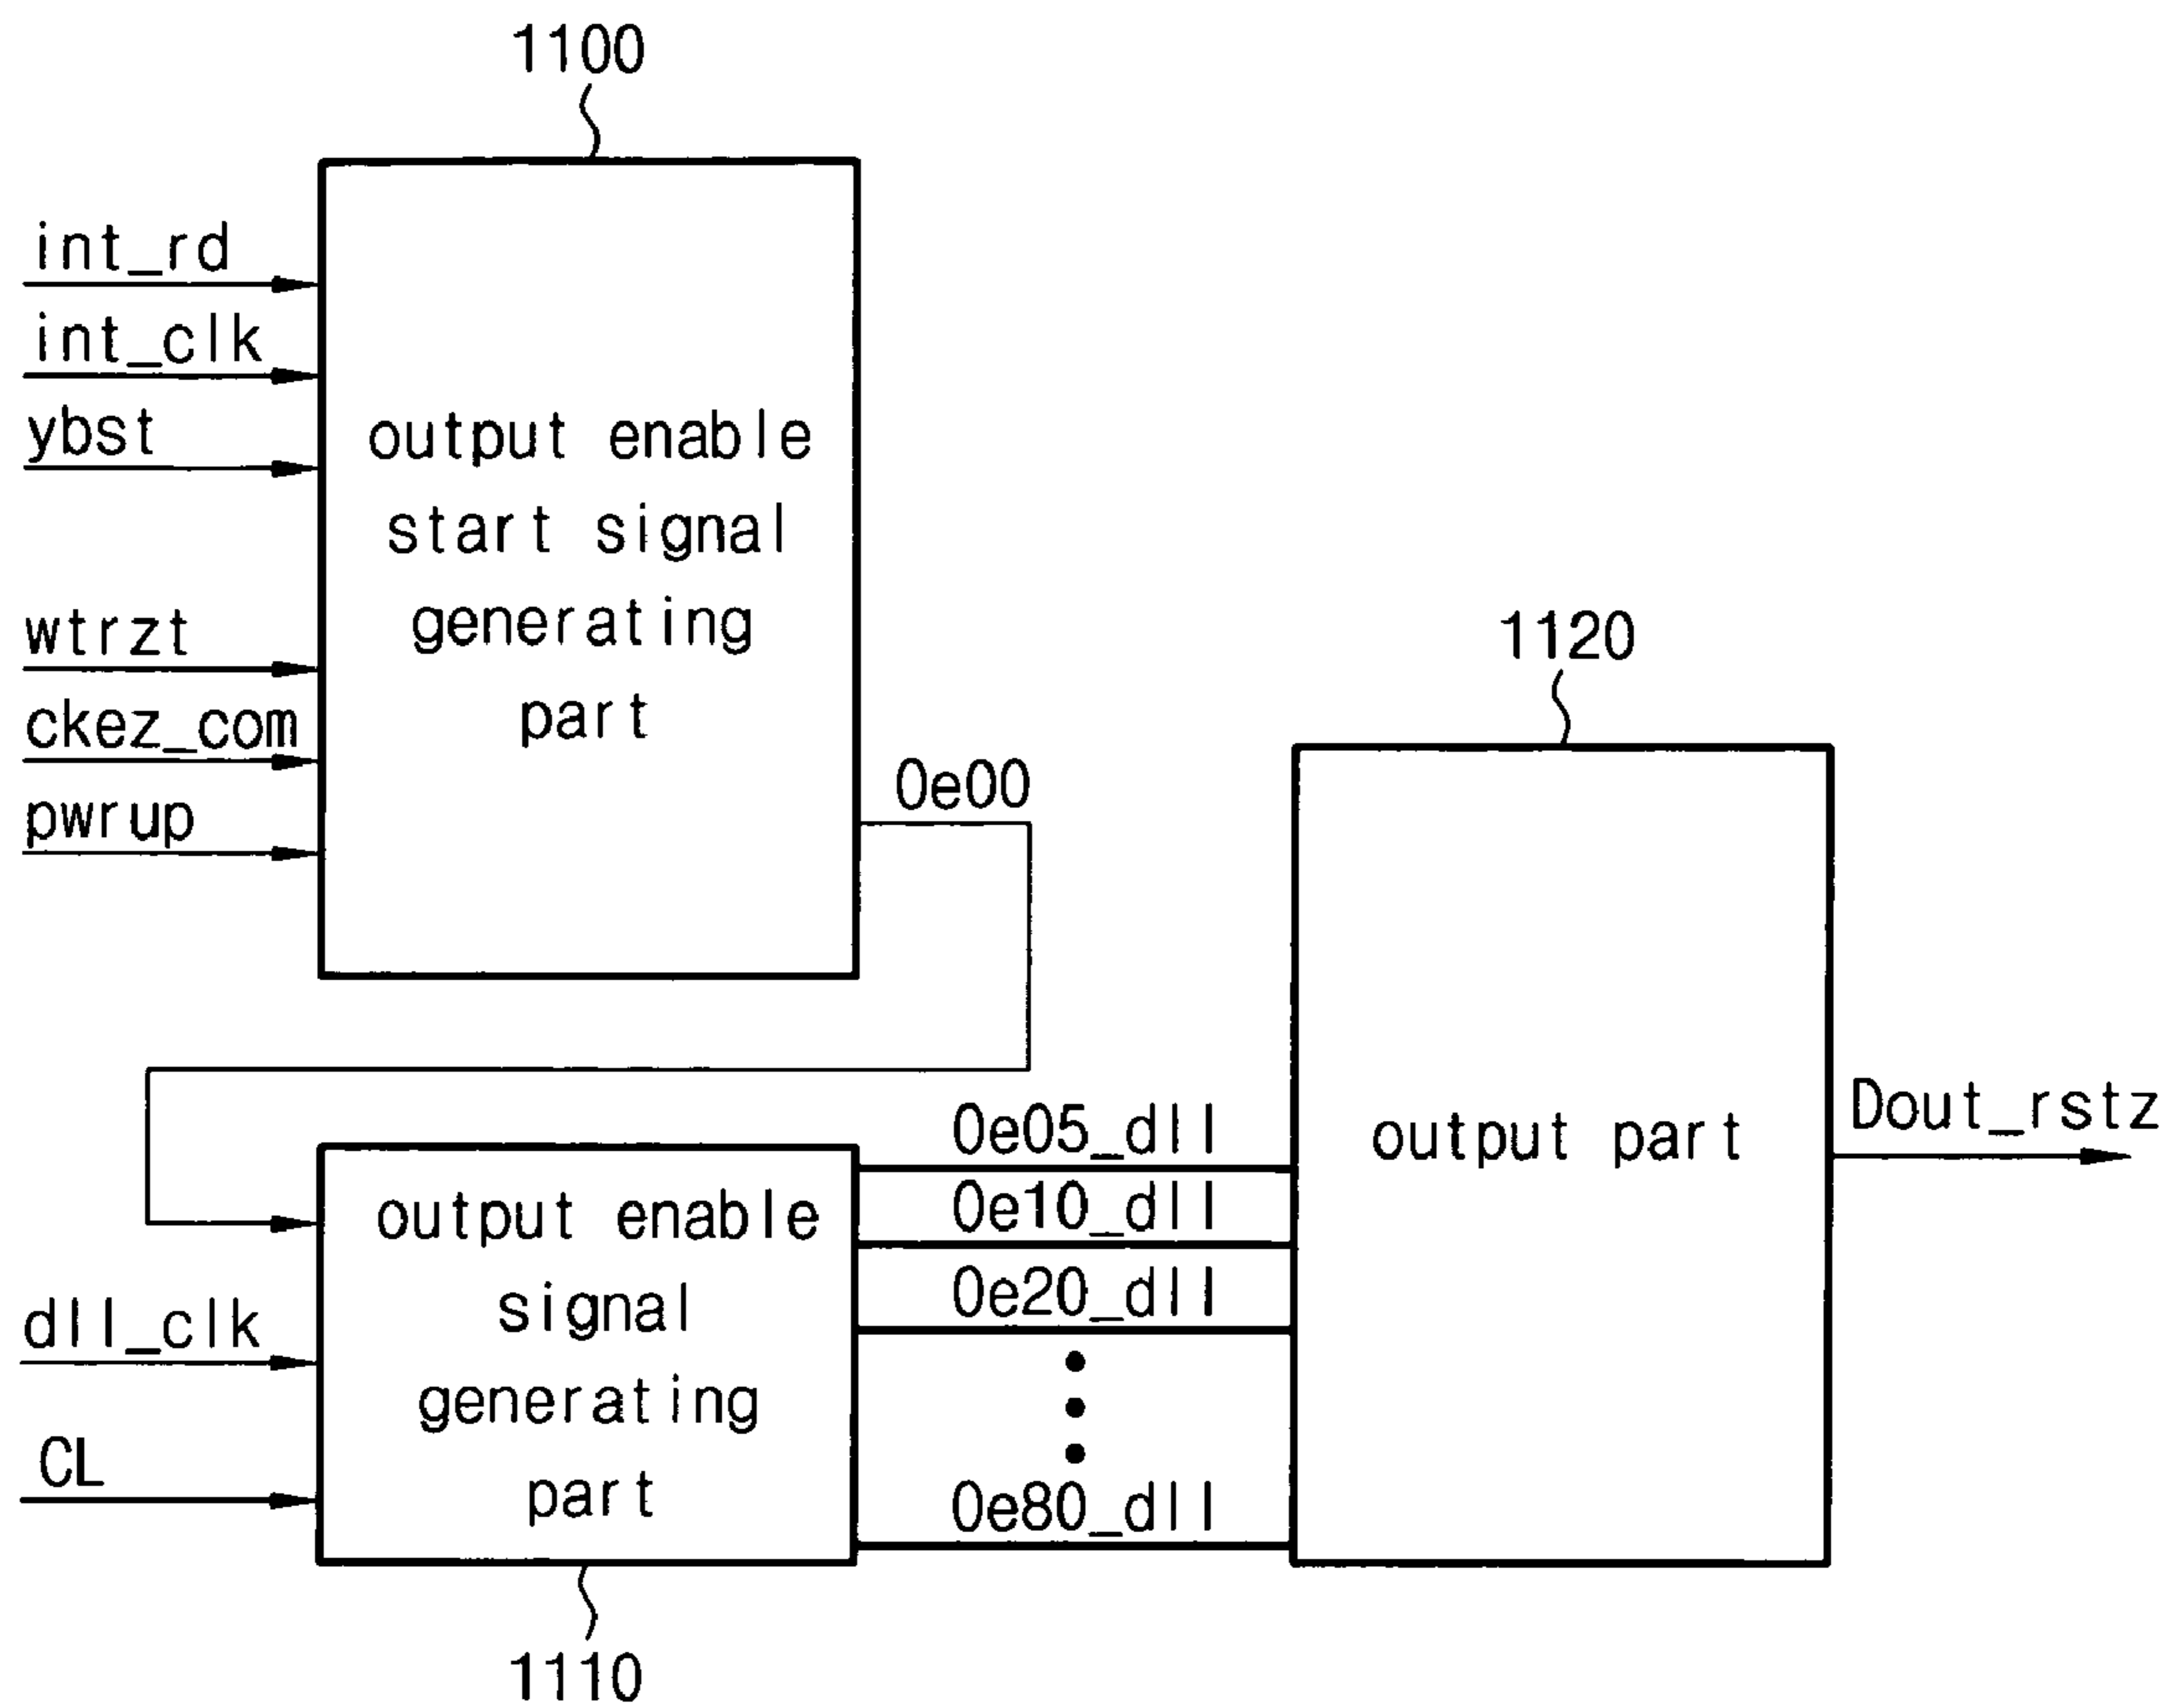 1100
int_rd
int_clk
ybst
wtrzt
ckez_com
pwrup
output enable
start signal
generating
part
0e00
1120
output part
Dout_rstz
output enable
signal
generating
part
dll_clk
CL
0e05_dll
0e10_dll
0e20_dll
0e80_dll
1110